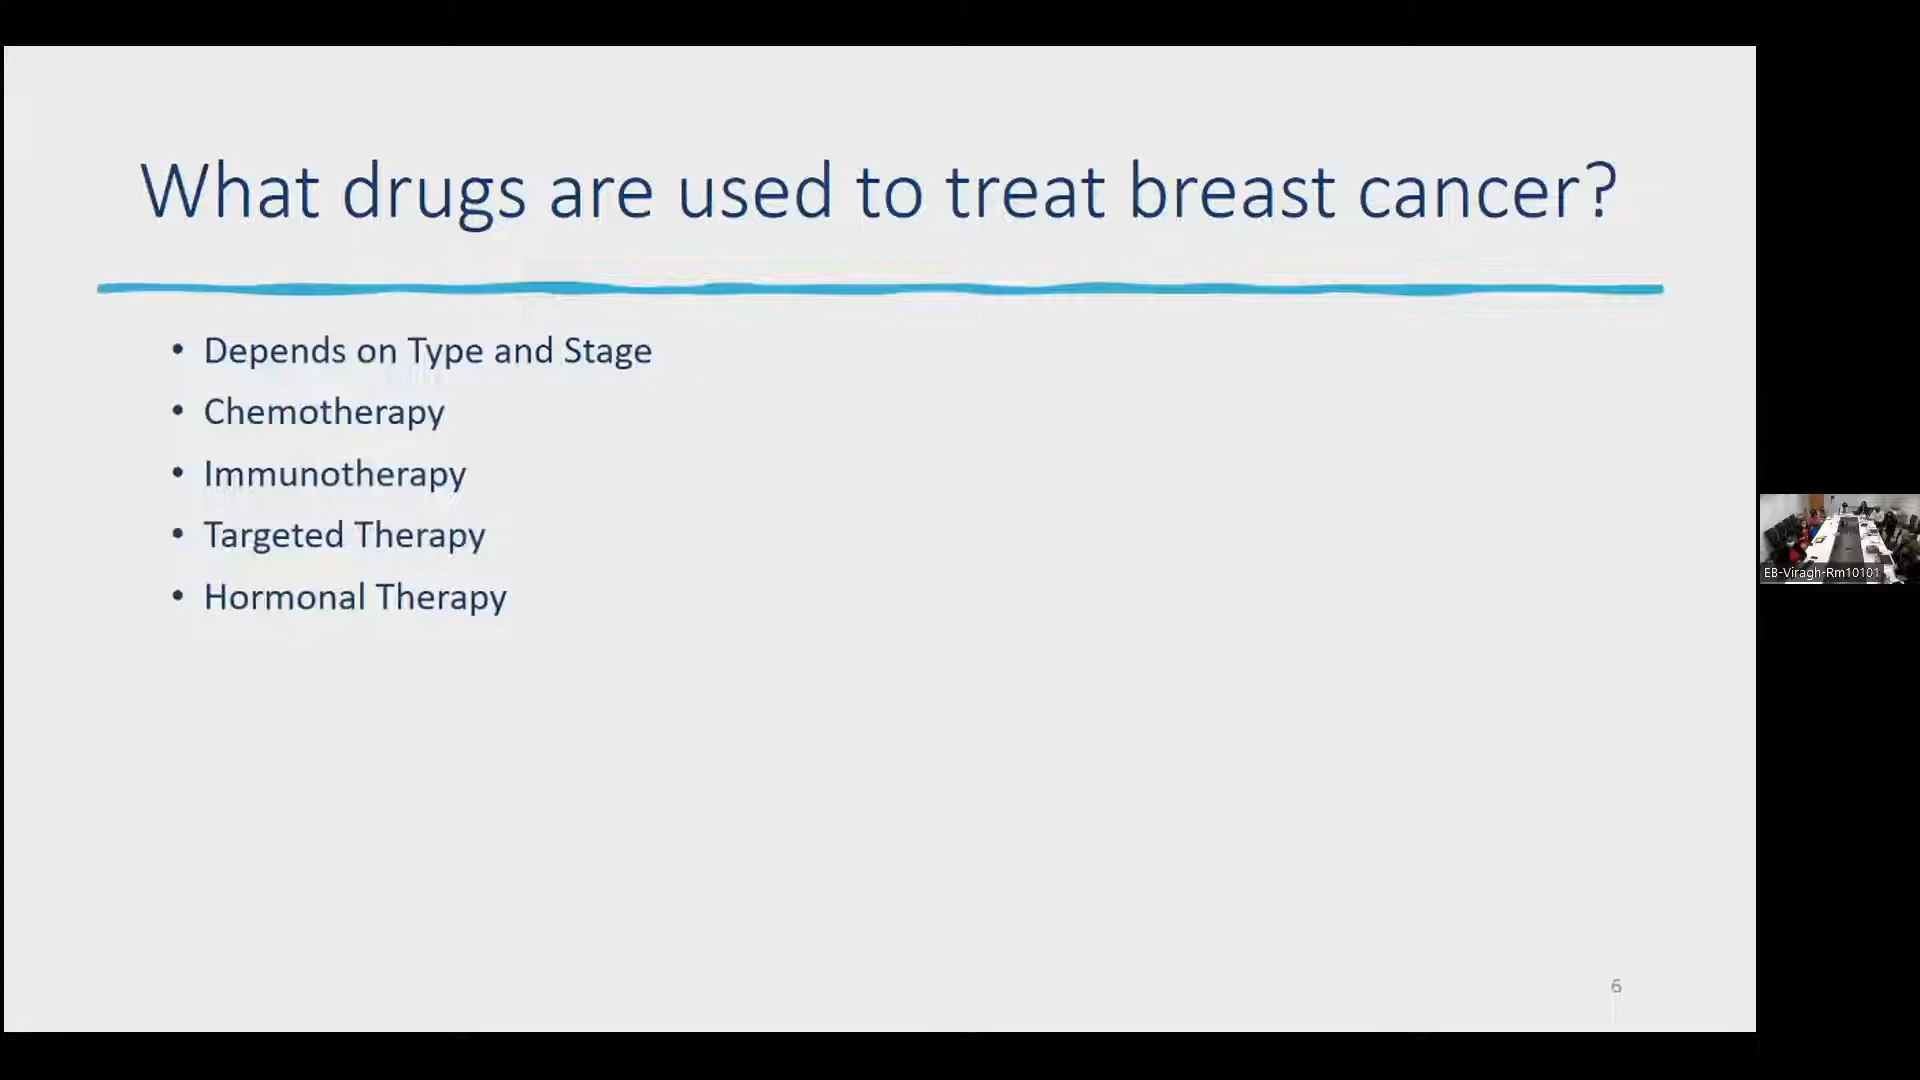 What drugs are used to treat breast cancer?
• Depends on Type and Stage
• Chemotherapy
• Immunotherapy
• Targeted Therapy
• Hormonal Therapy
EB-Viragh-Rm10101
6